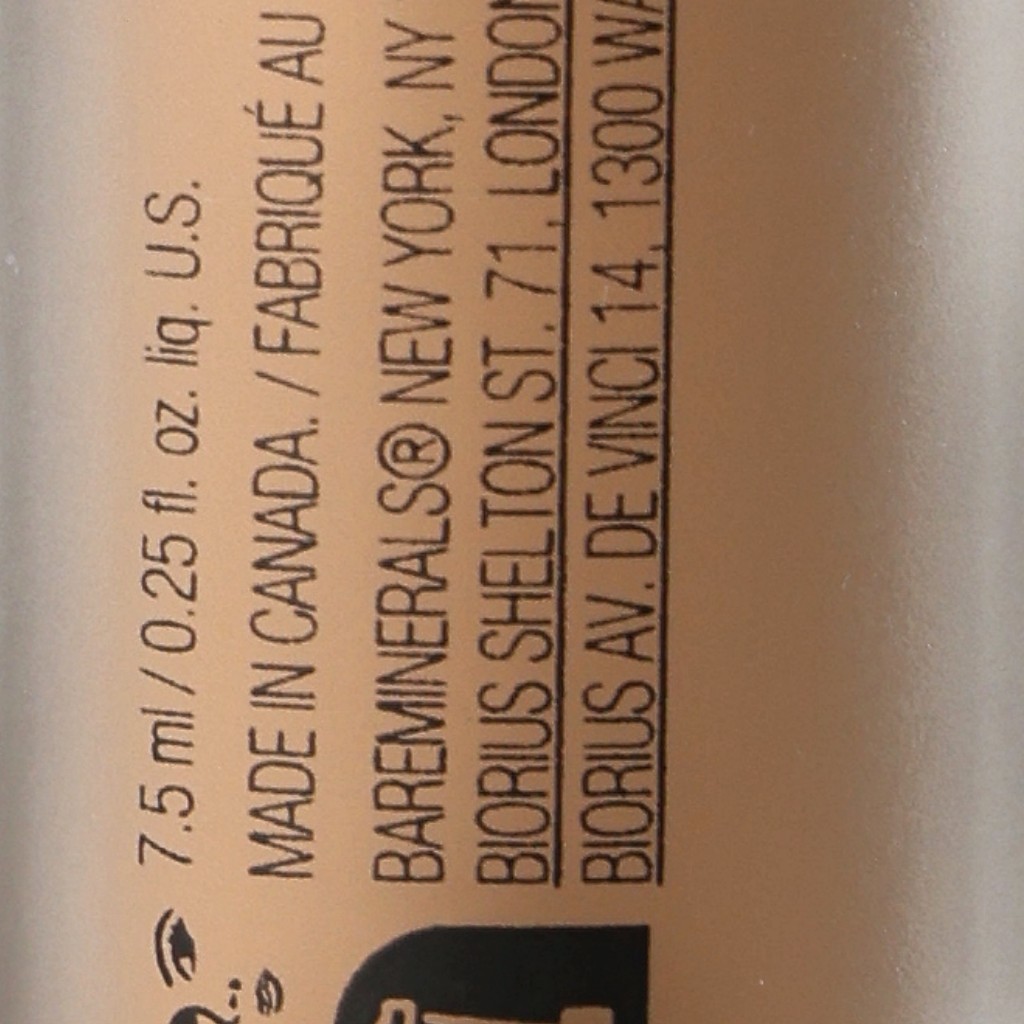 7.5 ml / 0.25 fl. oz. liq. U.S.
MADE IN CANADA. / FABRIQUÉ AU
BAREMINERALS® NEW YORK, NY
BIORIUS SHELTON ST. 71, LONDON
BIORIUS AV. DE VINCI 14, 1300 WA